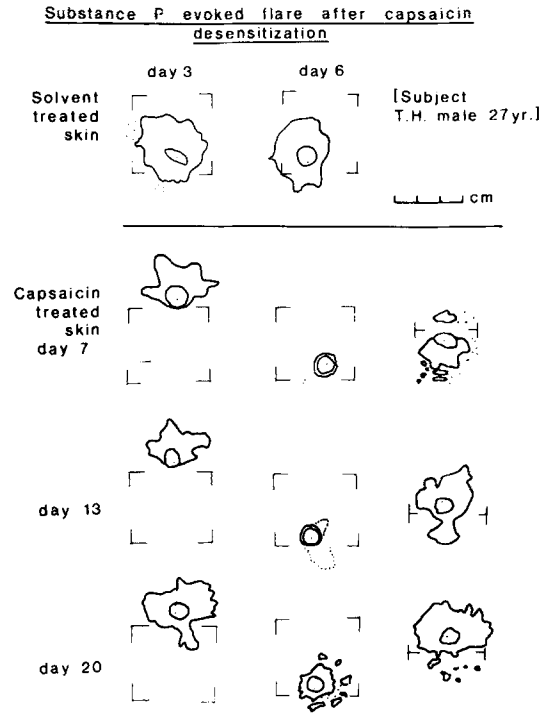 Substance P evoked flare after capsaicin
desensitization
day 3
day 6
Solvent
treated
skin
[Subject
T.H. male 27yr.]
cm
Capsaicin
treated
skin
day 7
day 13
day 20